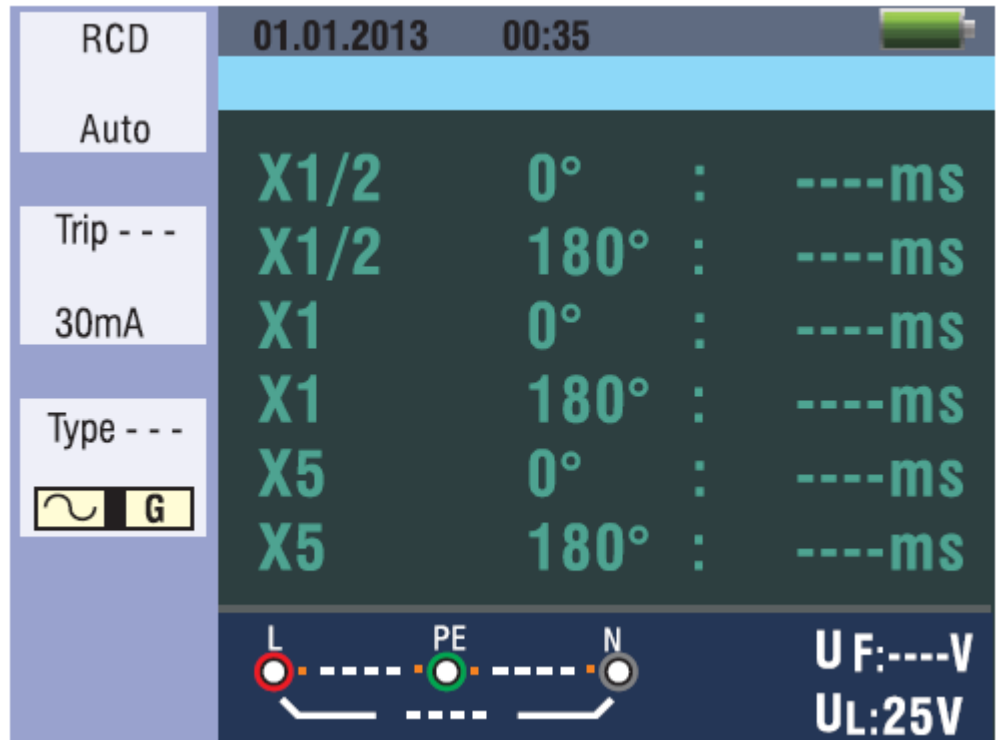 RCD
Auto
Trip - - -
30mA
Type - - -
G
01.01.2013 00:35
X1/2 0° : ----ms
X1/2 180° : ----ms
X1 0° : ----ms
X1 180° : ----ms
X5 0° : ----ms
X5 180° : ----ms
L PE N
----
UF:----V
UL:25V